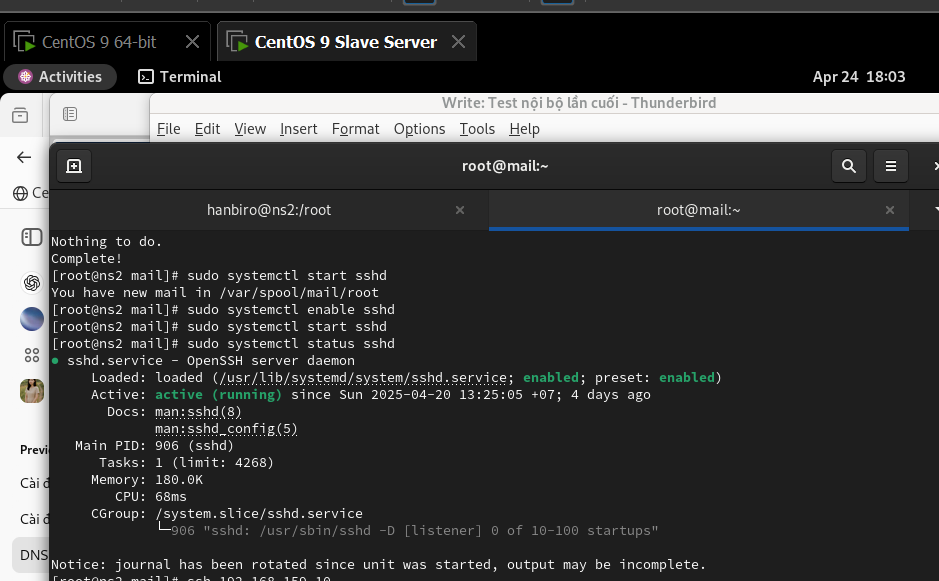 CentOS 9 64-bit
CentOS 9 Slave Server
Activities
Terminal
Apr 24 18:03
Write: Test nội bộ lần cuối - Thunderbird
File Edit View Insert Format Options Tools Help
root@mail:~
Ce
hanbiro@ns2:/root
root@mail:~
Nothing to do.
Complete!
[root@ns2 mail]# sudo systemctl start sshd
You have new mail in /var/spool/mail/root
[root@ns2 mail]# sudo systemctl enable sshd
[root@ns2 mail]# sudo systemctl start sshd
[root@ns2 mail]# sudo systemctl status sshd
● sshd.service - OpenSSH server daemon
Loaded: loaded (/usr/lib/systemd/system/sshd.service; enabled; preset: enabled)
Active: active (running) since Sun 2025-04-20 13:25:05 +07; 4 days ago
Docs: man:sshd(8)
man:sshd_config(5)
Main PID: 906 (sshd)
Tasks: 1 (limit: 4268)
Memory: 180.0K
CPU: 68ms
CGroup: /system.slice/sshd.service
└─906 "sshd: /usr/sbin/sshd -D [listener] 0 of 10-100 startups"
Notice: journal has been rotated since unit was started, output may be incomplete.
[root@ns2 mail]# ssh 192.168.159.10
Previ
Cài đ
Cài đ
DNS